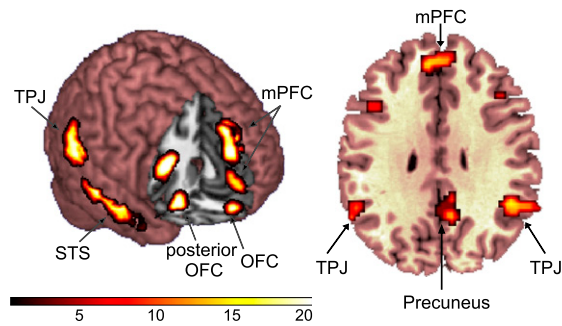 mPFC
TPJ
mPFC
STS
posterior
OFC
OFC
TPJ
TPJ
Precuneus
5
10
15
20